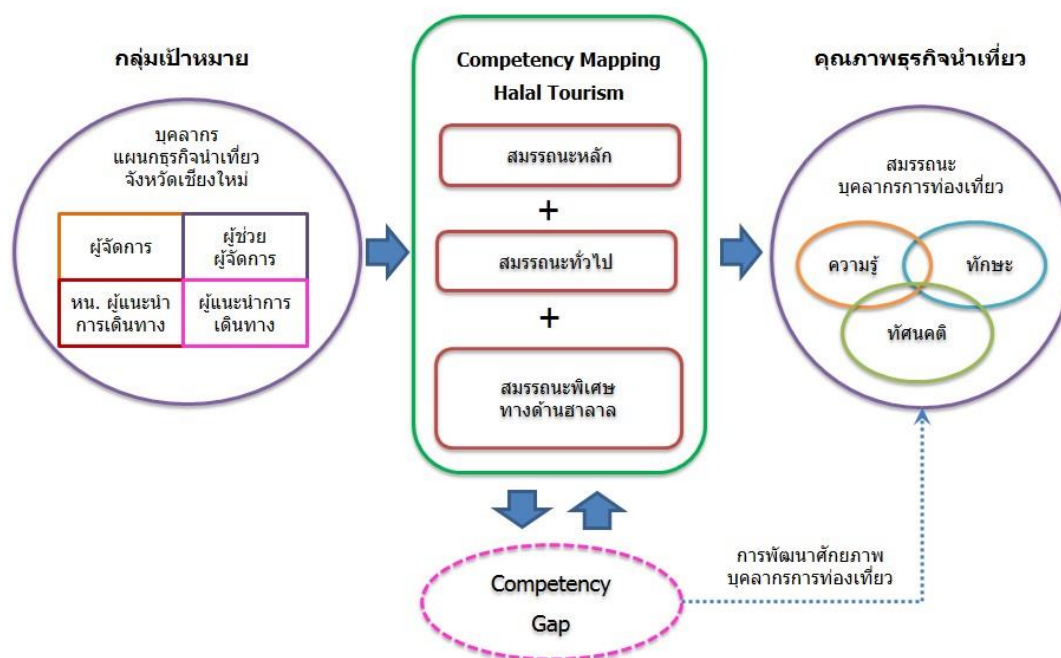 กลุ่มเป้าหมาย
บุคลากร
แผนกธุรกิจนำเที่ยว
จังหวัดเชียงใหม่
ผู้จัดการ
ผู้ช่วย
ผู้จัดการ
หน. ผู้แนะนำ
การเดินทาง
ผู้แนะนำการ
เดินทาง
Competency Mapping
Halal Tourism
สมรรถนะหลัก
+
สมรรถนะทั่วไป
+
สมรรถนะพิเศษ
ทางด้านฮาลาล
คุณภาพธุรกิจนำเที่ยว
สมรรถนะ
บุคลากรการท่องเที่ยว
ความรู้
ทักษะ
ทัศนคติ
Competency
Gap
การพัฒนาศักยภาพ
บุคลากรการท่องเที่ยว